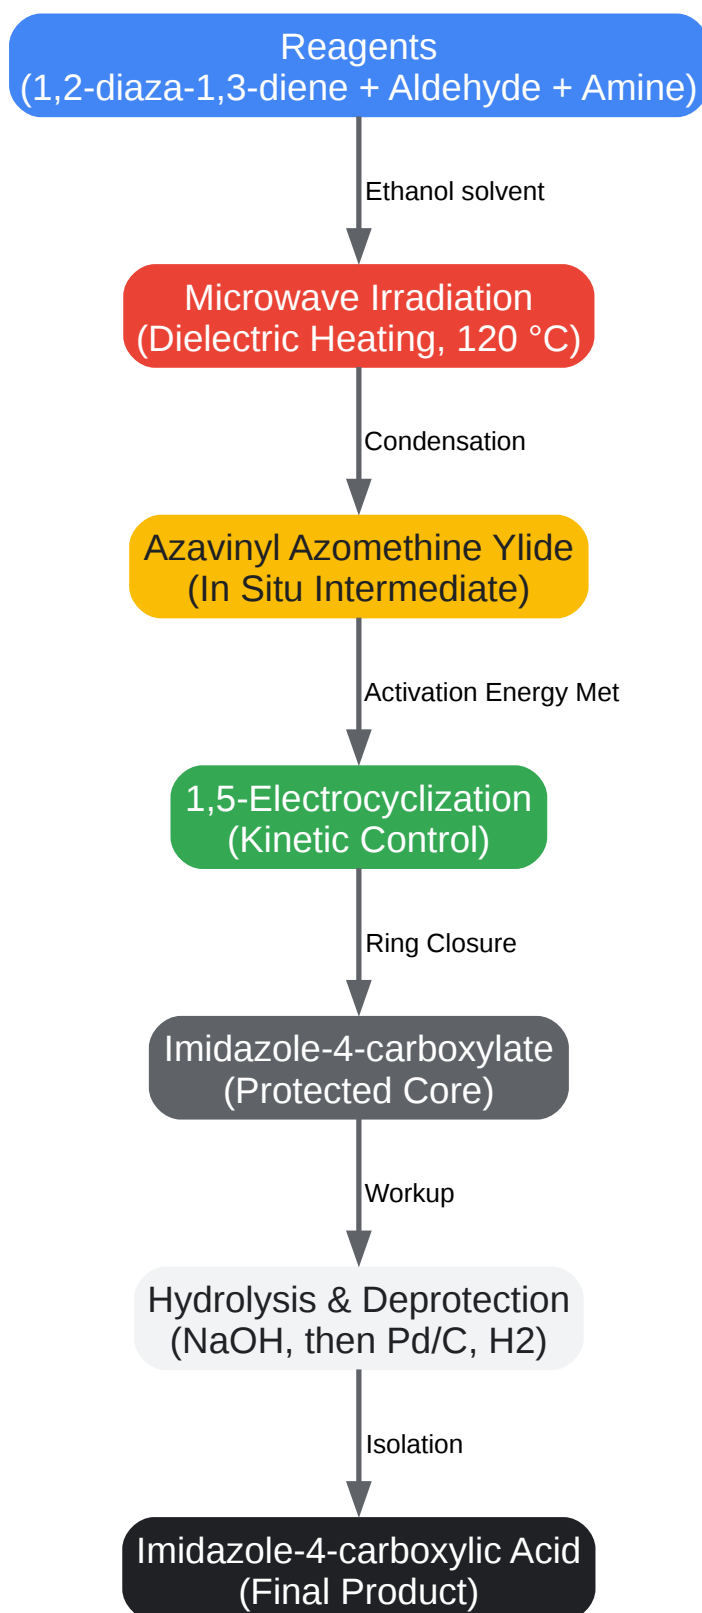 Reagents
(1,2-diaza-1,3-diene + Aldehyde + Amine)
Ethanol solvent
Microwave Irradiation
(Dielectric Heating, 120 °C)
Condensation
Azavinyl Azomethine Ylide
(In Situ Intermediate)
Activation Energy Met
1,5-Electrocyclization
(Kinetic Control)
Ring Closure
Imidazole-4-carboxylate
(Protected Core)
Workup
Hydrolysis & Deprotection
(NaOH, then Pd/C, H2)
Isolation
Imidazole-4-carboxylic Acid
(Final Product)